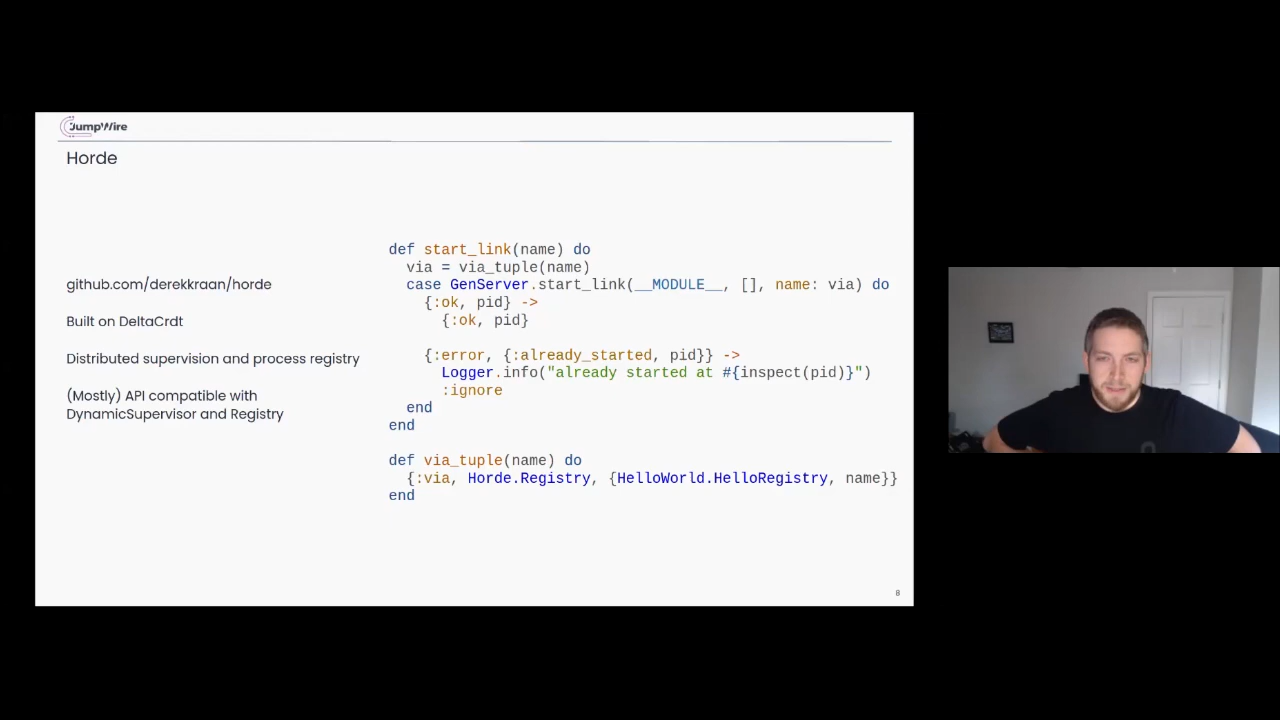 JumpWire
Horde
github.com/derekkraan/horde
Built on DeltaCrdt
Distributed supervision and process registry
(Mostly) API compatible with
DynamicSupervisor and Registry
def start_link(name) do
  via = via_tuple(name)
  case GenServer.start_link(__MODULE__, [], name: via) do
    {:ok, pid} ->
      {:ok, pid}
    {:error, {:already_started, pid}} ->
      Logger.info("already started at #{inspect(pid)}")
      :ignore
  end
end
def via_tuple(name) do
  {:via, Horde.Registry, {HelloWorld.HelloRegistry, name}}
end
8